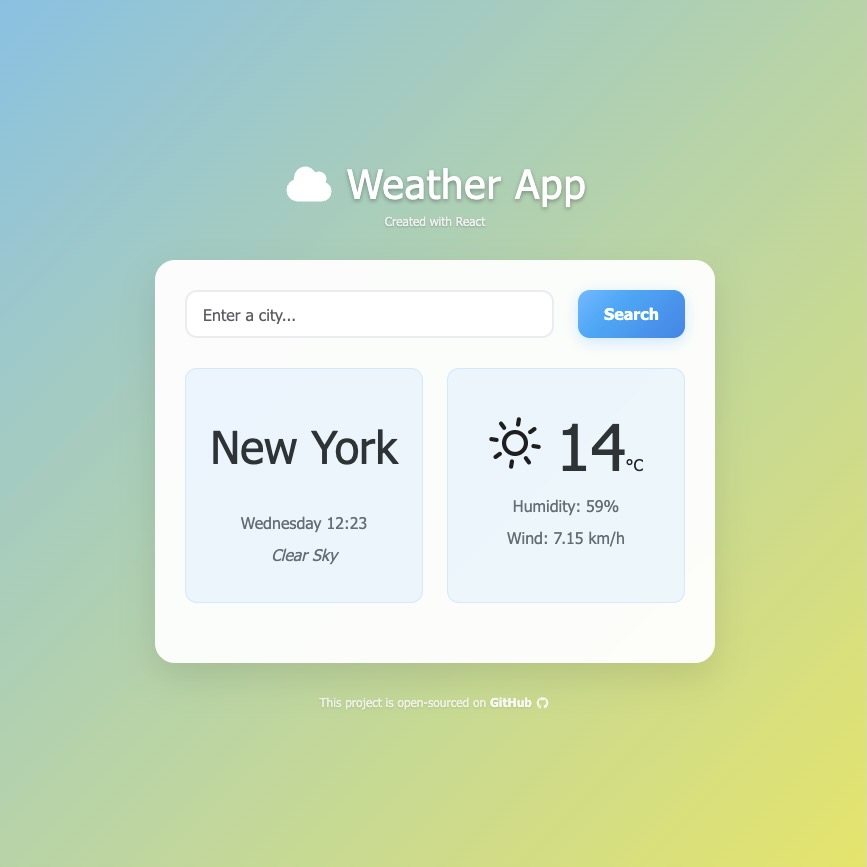 Weather App
Created with React
Enter a city...
Search
New York
Wednesday 12:23
Clear Sky
14°C
Humidity: 59%
Wind: 7.15 km/h
This project is open-sourced on GitHub